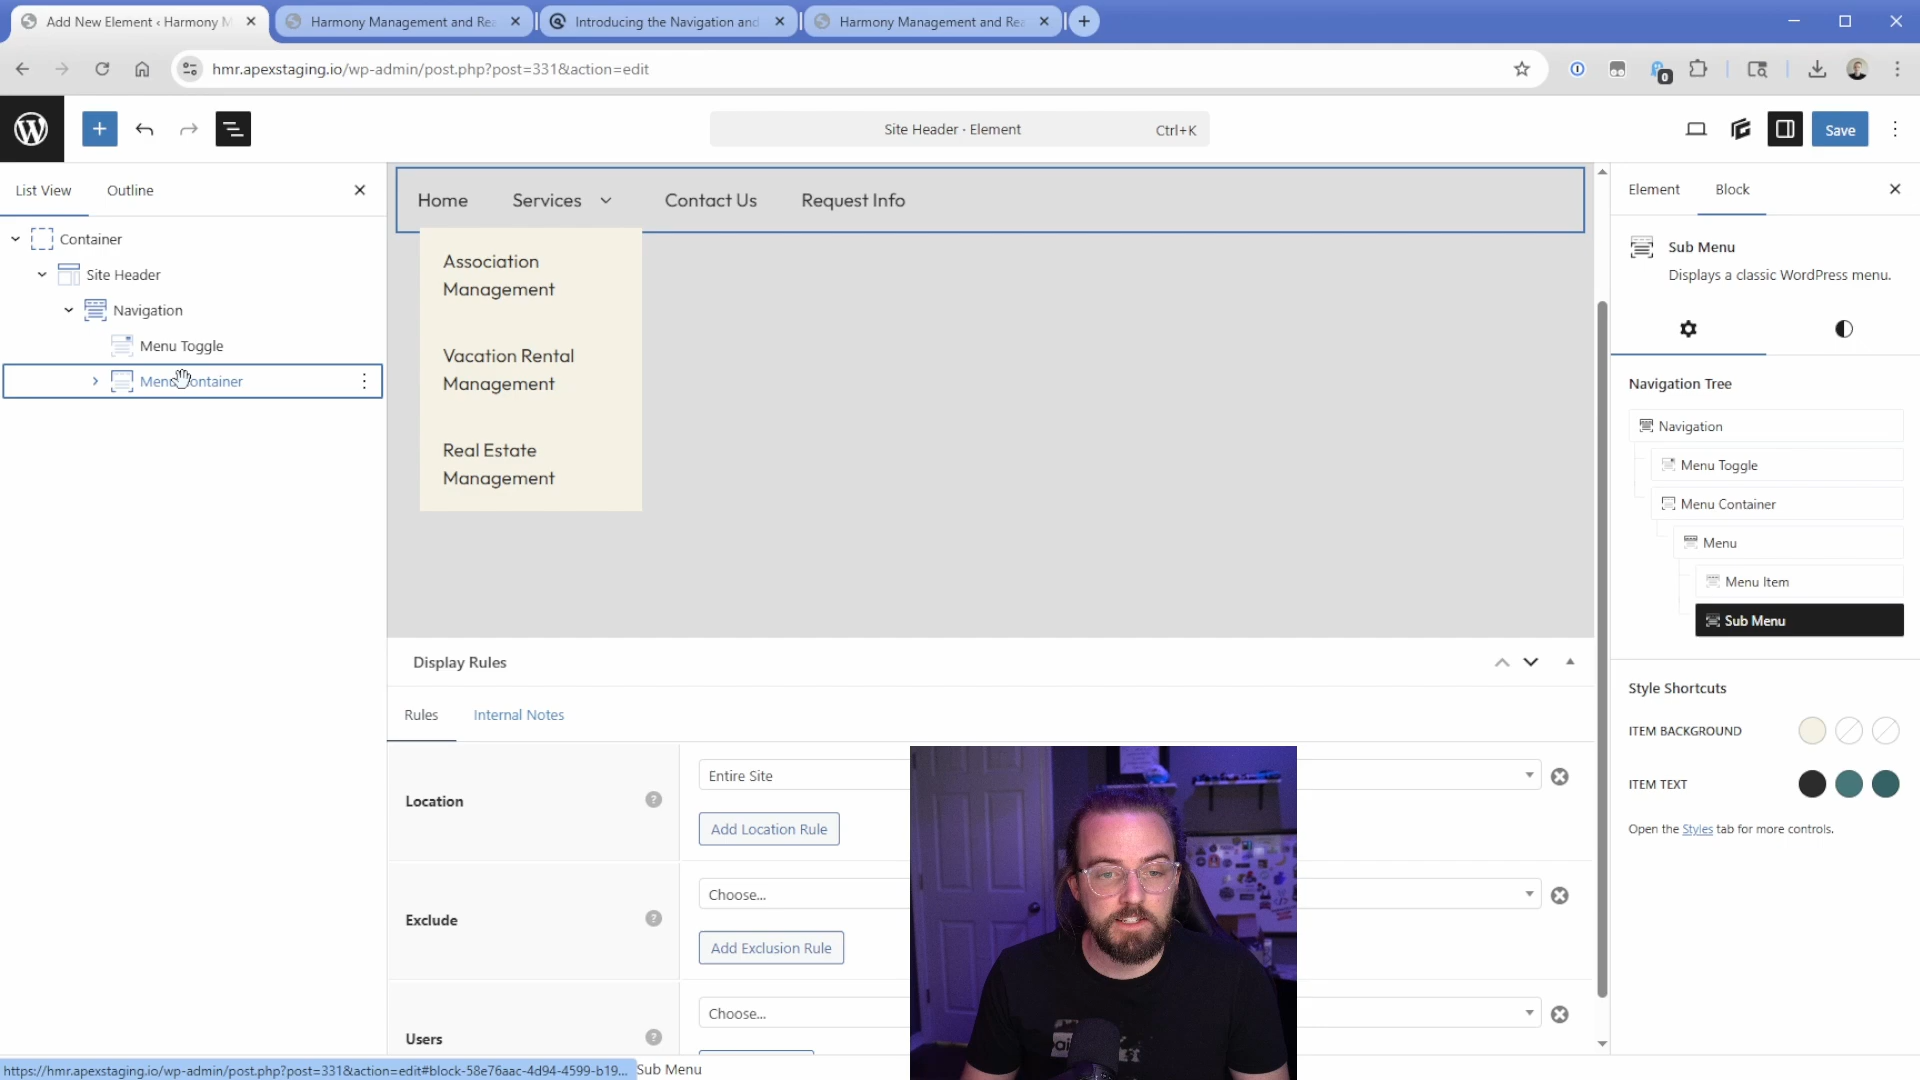 Add New Element ‹ Harmony M
Harmony Management and Rea
Introducing the Navigation and
Harmony Management and Rea
hmr.apexstaging.io/wp-admin/post.php?post=331&action=edit
0
Site Header · Element
Ctrl+K
Save
List View
Outline
Container
Site Header
Navigation
Menu Toggle
Menu Container
Home
Services
Contact Us
Request Info
Association
Management
Vacation Rental
Management
Real Estate
Management
Display Rules
Rules
Internal Notes
Location
?
Entire Site
Add Location Rule
Exclude
?
Choose...
Add Exclusion Rule
Users
?
Choose...
Element
Block
Sub Menu
Displays a classic WordPress menu.
Navigation Tree
Navigation
Menu Toggle
Menu Container
Menu
Menu Item
Sub Menu
Style Shortcuts
ITEM BACKGROUND
ITEM TEXT
Open the Styles tab for more controls.
https://hmr.apexstaging.io/wp-admin/post.php?post=331&action=edit#block-58e76aac-4d94-4599-b19...
Sub Menu